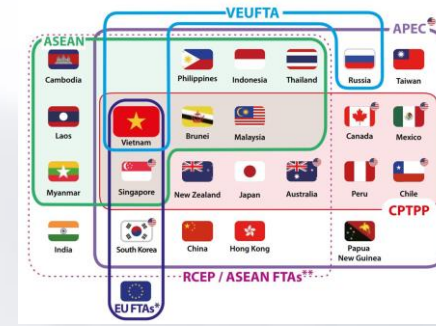 VEUFTA
APEC*
ASEAN
Cambodia
Philippines
Indonesia
Thailand
Russia
Taiwan
Laos
Vietnam
Brunei
Malaysia
Canada
Mexico
Myanmar
Singapore
New Zealand
Japan
Australia
Peru
Chile
CPTPP
India
South Korea
China
Hong Kong
Papua
New Guinea
RCEP / ASEAN FTAs**
EU FTAs*